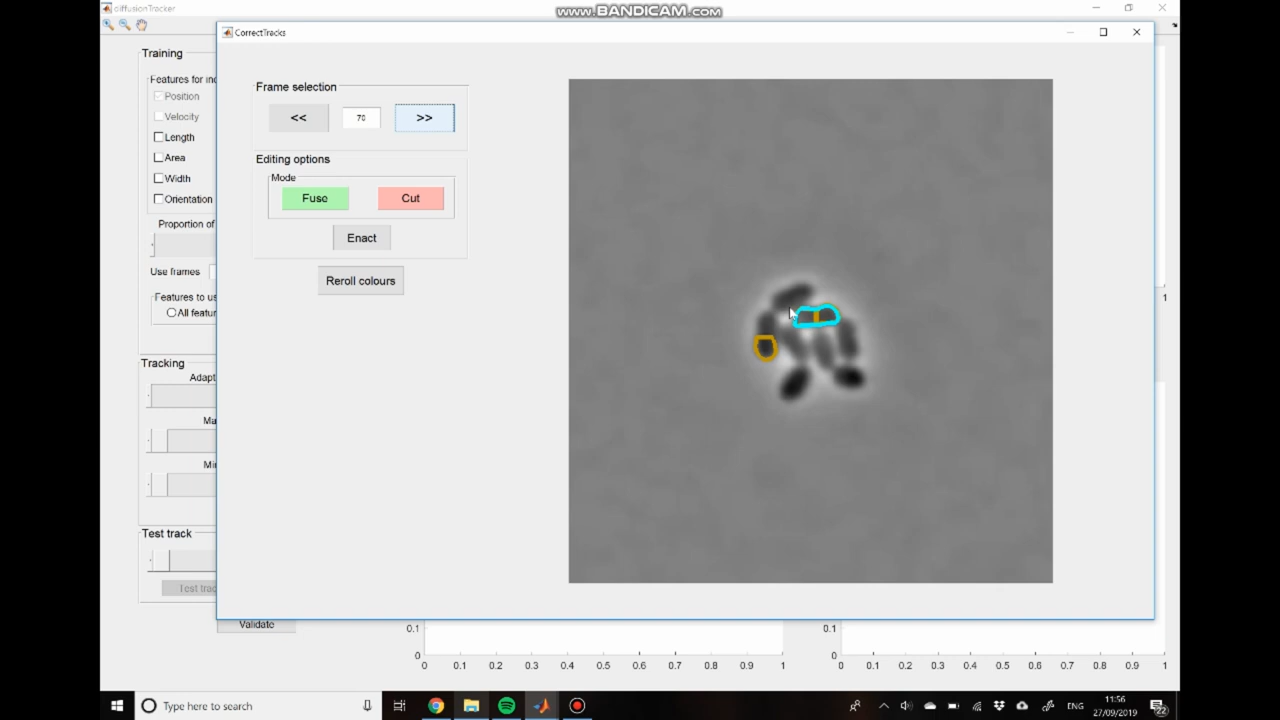 diffusionTracker
www.BANDICAM.com
CorrectTracks
Training
Features for in
Position
Velocity
Length
Area
Width
Orientation
Proportion of
Use frames
Features to us
All featur
Tracking
Adapt
Ma
Mi
Test track
Test trac
Validate
Frame selection
<<
78
>>
Editing options
Mode
Fuse
Cut
Enact
Reroll colours
1
0.1
0
0 0.1 0.2 0.3 0.4 0.5 0.6 0.7 0.8 0.9 1
0.1
0
0 0.1 0.2 0.3 0.4 0.5 0.6 0.7 0.8 0.9 1
Type here to search
ENG
11:56
27/09/2019
22